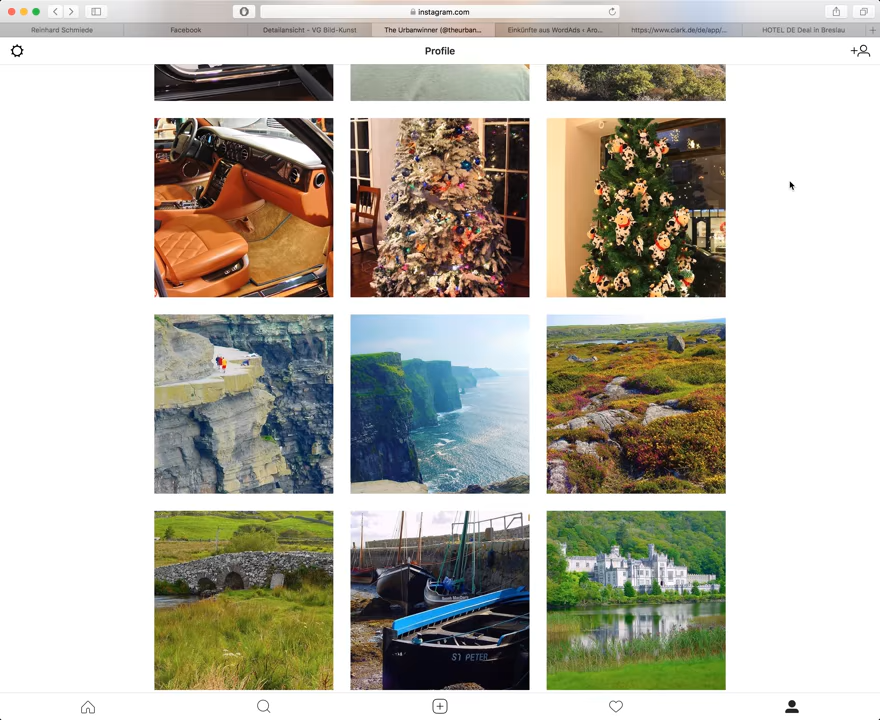 instagram.com
Reinhard Schmiede
Facebook
Detailansicht - VG Bild-Kunst
The Urbanwinner (@theurban...
Einkünfte aus WordAds ‹ Aro...
https://www.clark.de/de/app/...
HOTEL DE Deal in Breslau
Profile
ST PETER